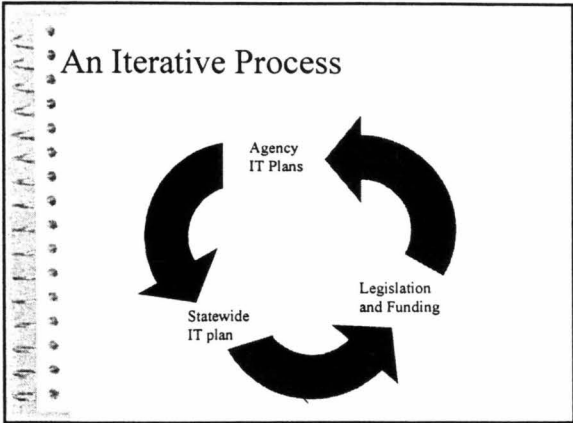 An Iterative Process
Agency
IT Plans
Legislation
and Funding
Statewide
IT plan